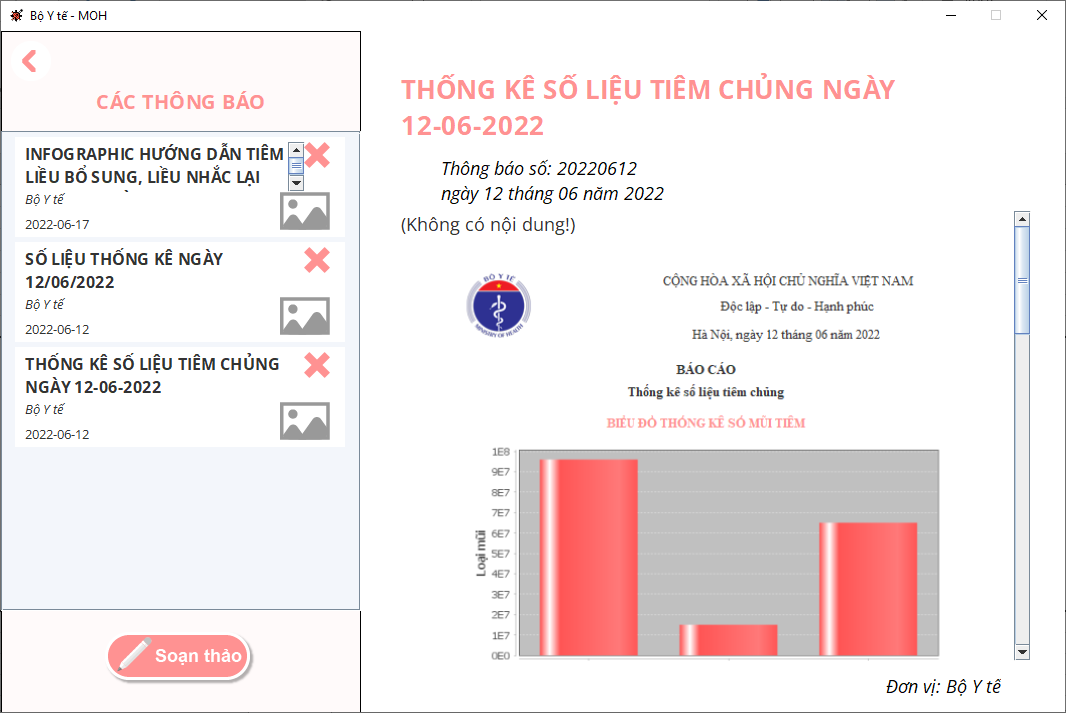 Bộ Y tế - MOH
CÁC THÔNG BÁO
INFOGRAPHIC HƯỚNG DẪN TIÊM
LIỀU BỔ SUNG, LIỀU NHẮC LẠI
Bộ Y tế
2022-06-17
SỐ LIỆU THỐNG KÊ NGÀY
12/06/2022
Bộ Y tế
2022-06-12
THỐNG KÊ SỐ LIỆU TIÊM CHỦNG
NGÀY 12-06-2022
Bộ Y tế
2022-06-12
Soạn thảo
THỐNG KÊ SỐ LIỆU TIÊM CHỦNG NGÀY
12-06-2022
Thông báo số: 20220612
ngày 12 tháng 06 năm 2022
(Không có nội dung!)
BỘ Y TẾ
MINISTRY OF HEALTH
CỘNG HÒA XÃ HỘI CHỦ NGHĨA VIỆT NAM
Độc lập - Tự do - Hạnh phúc
Hà Nội, ngày 12 tháng 06 năm 2022
BÁO CÁO
Thống kê số liệu tiêm chủng
BIỂU ĐỒ THỐNG KÊ SỐ MŨI TIÊM
Loại mũi
1E8
9E7
8E7
7E7
6E7
5E7
4E7
3E7
2E7
1E7
0E0
Đơn vị: Bộ Y tế